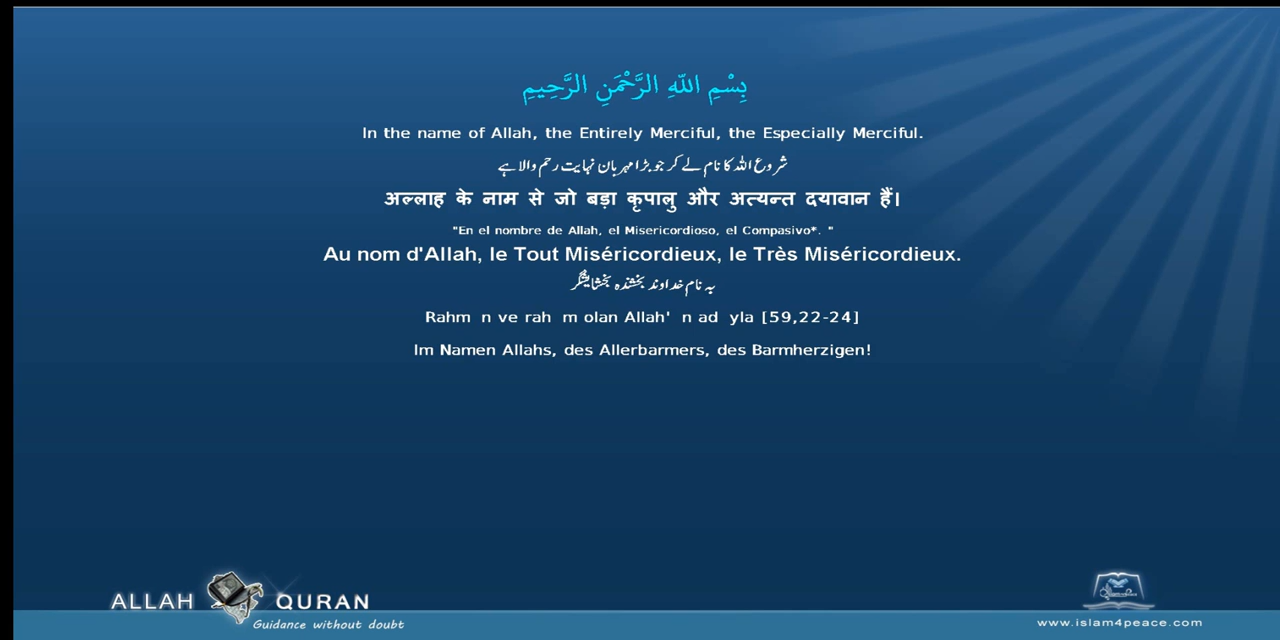 بِسْمِ اللّهِ الرَّحْمَنِ الرَّحِيمِ
In the name of Allah, the Entirely Merciful, the Especially Merciful.
شروع اللہ کا نام لے کر جو بڑا مہربان نہایت رحم والا ہے
अल्लाह के नाम से जो बड़ा कृपालु और अत्यन्त दयावान हैं।
"En el nombre de Allah, el Misericordioso, el Compasivo*. "
Au nom d'Allah, le Tout Miséricordieux, le Très Miséricordieux.
به نام خداوند بخشنده بخشایشگر
Rahm n ve rah m olan Allah' n ad yla [59,22-24]
Im Namen Allahs, des Allerbarmers, des Barmherzigen!
ALLAH QURAN
Guidance without doubt
www.islam4peace.com